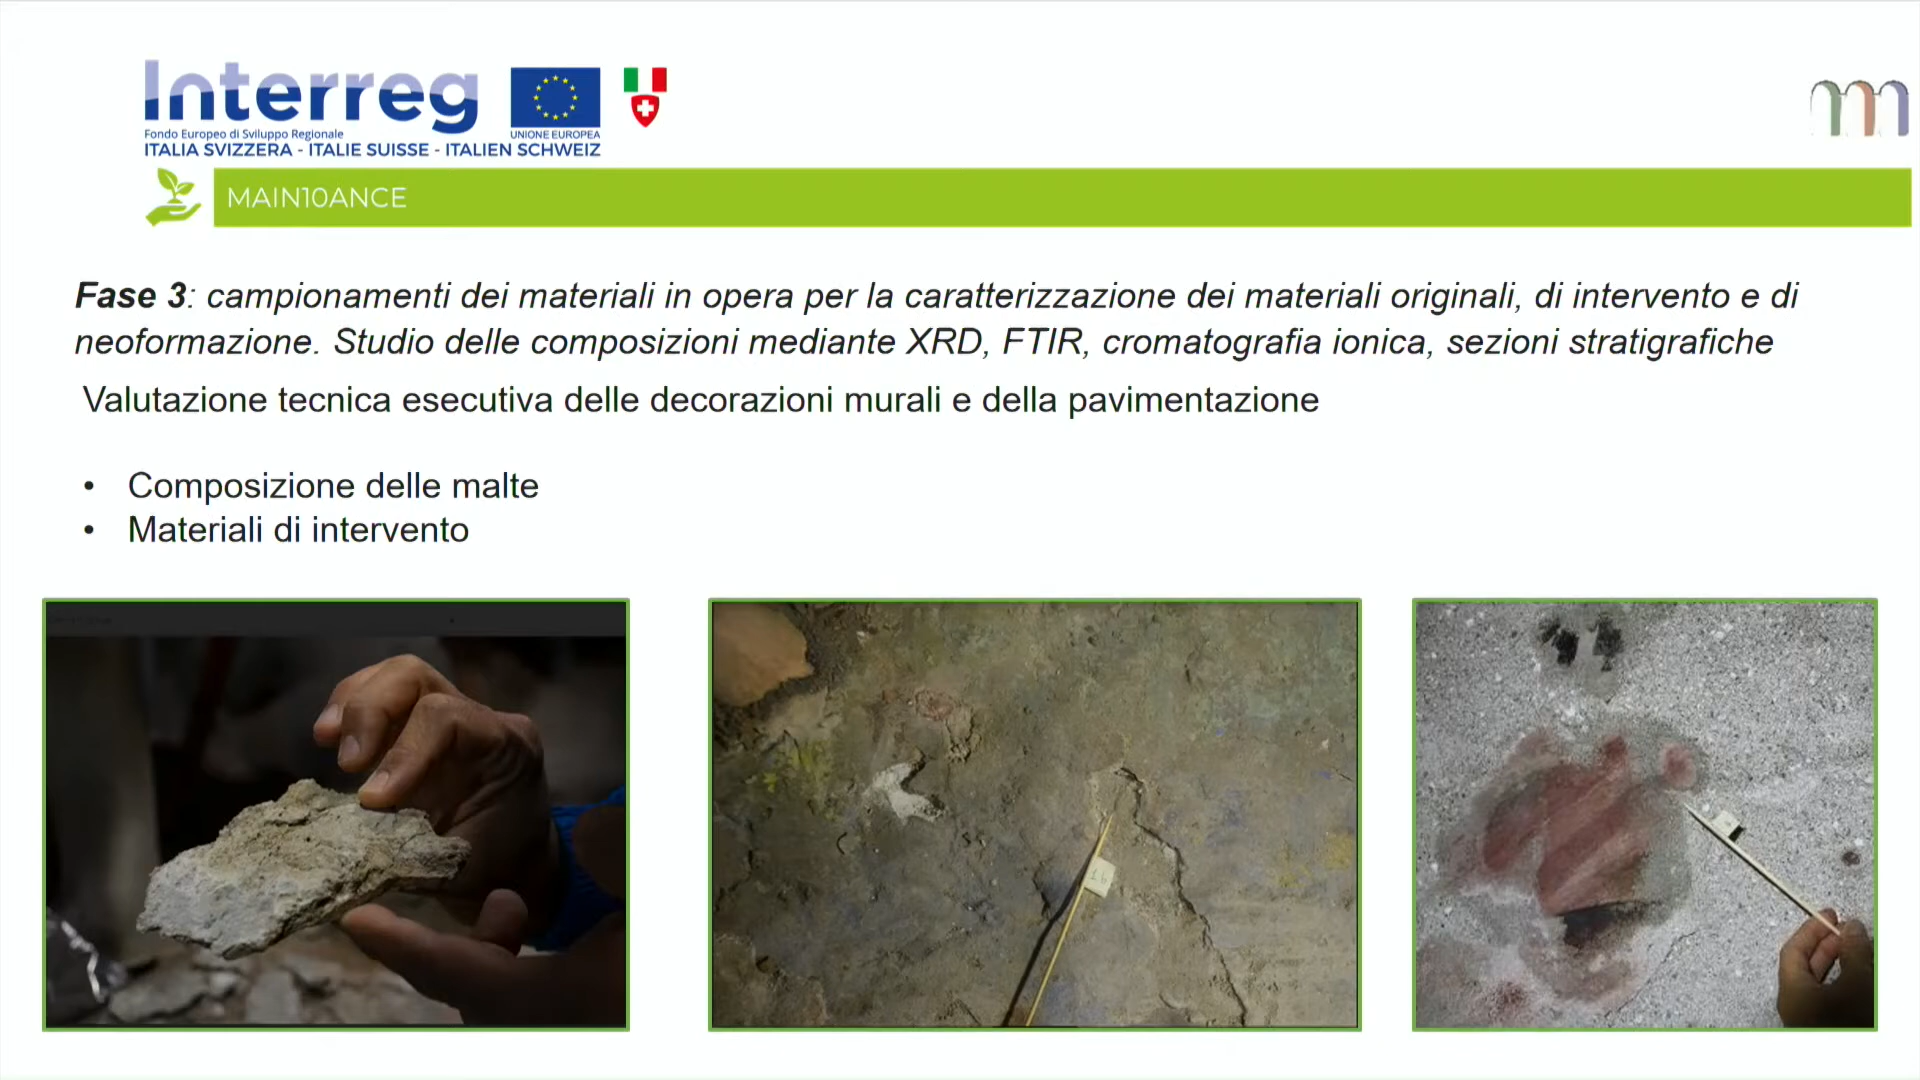 Interreg
Fondo Europeo di Sviluppo Regionale
UNIONE EUROPEA
ITALIA SVIZZERA - ITALIE SUISSE - ITALIEN SCHWEIZ
MAIN10ANCE
Fase 3: campionamenti dei materiali in opera per la caratterizzazione dei materiali originali, di intervento e di
neoformazione. Studio delle composizioni mediante XRD, FTIR, cromatografia ionica, sezioni stratigrafiche
Valutazione tecnica esecutiva delle decorazioni murali e della pavimentazione
• Composizione delle malte
• Materiali di intervento